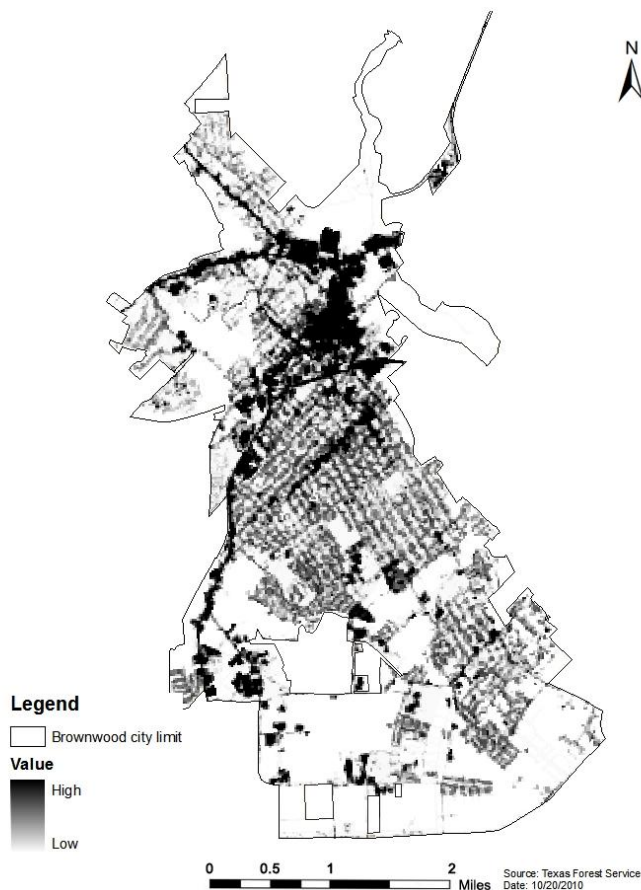 N
Legend
Brownwood city limit
Value
High
Low
0 0.5 1 2
Miles
Source: Texas Forest Service
Date: 10/20/2010